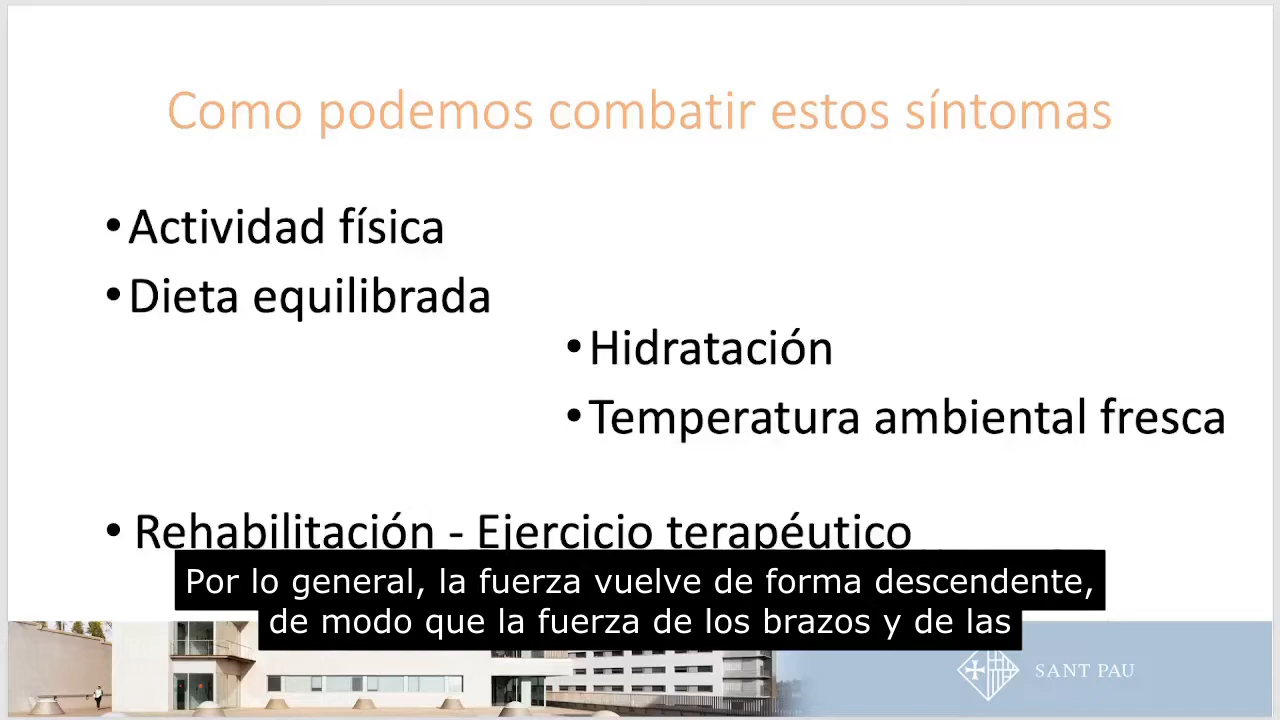 Como podemos combatir estos síntomas
•Actividad física
•Dieta equilibrada
•Hidratación
•Temperatura ambiental fresca
• Rehabilitación - Ejercicio terapéutico
Por lo general, la fuerza vuelve de forma descendente,
de modo que la fuerza de los brazos y de las
SANT PAU